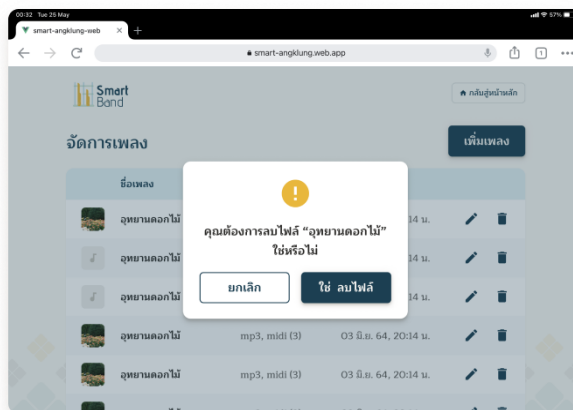 00:32 Tue 25 May
57%
smart-angklung-web
smart-angklung.web.app
1
Smart
Band
กลับสู่หน้าหลัก
จัดการเพลง
เพิ่มเพลง
ชื่อเพลง
อุทยานดอกไม้
14 น.
อุทยานดอกไม้
14 น.
อุทยานดอกไม้
14 น.
คุณต้องการลบไฟล์ “อุทยานดอกไม้”
ใช่หรือไม่
ยกเลิก
ใช่ ลบไฟล์
อุทยานดอกไม้ mp3, midi (3) 03 มิ.ย. 64, 20:14 น.
อุทยานดอกไม้ mp3, midi (3) 03 มิ.ย. 64, 20:14 น.